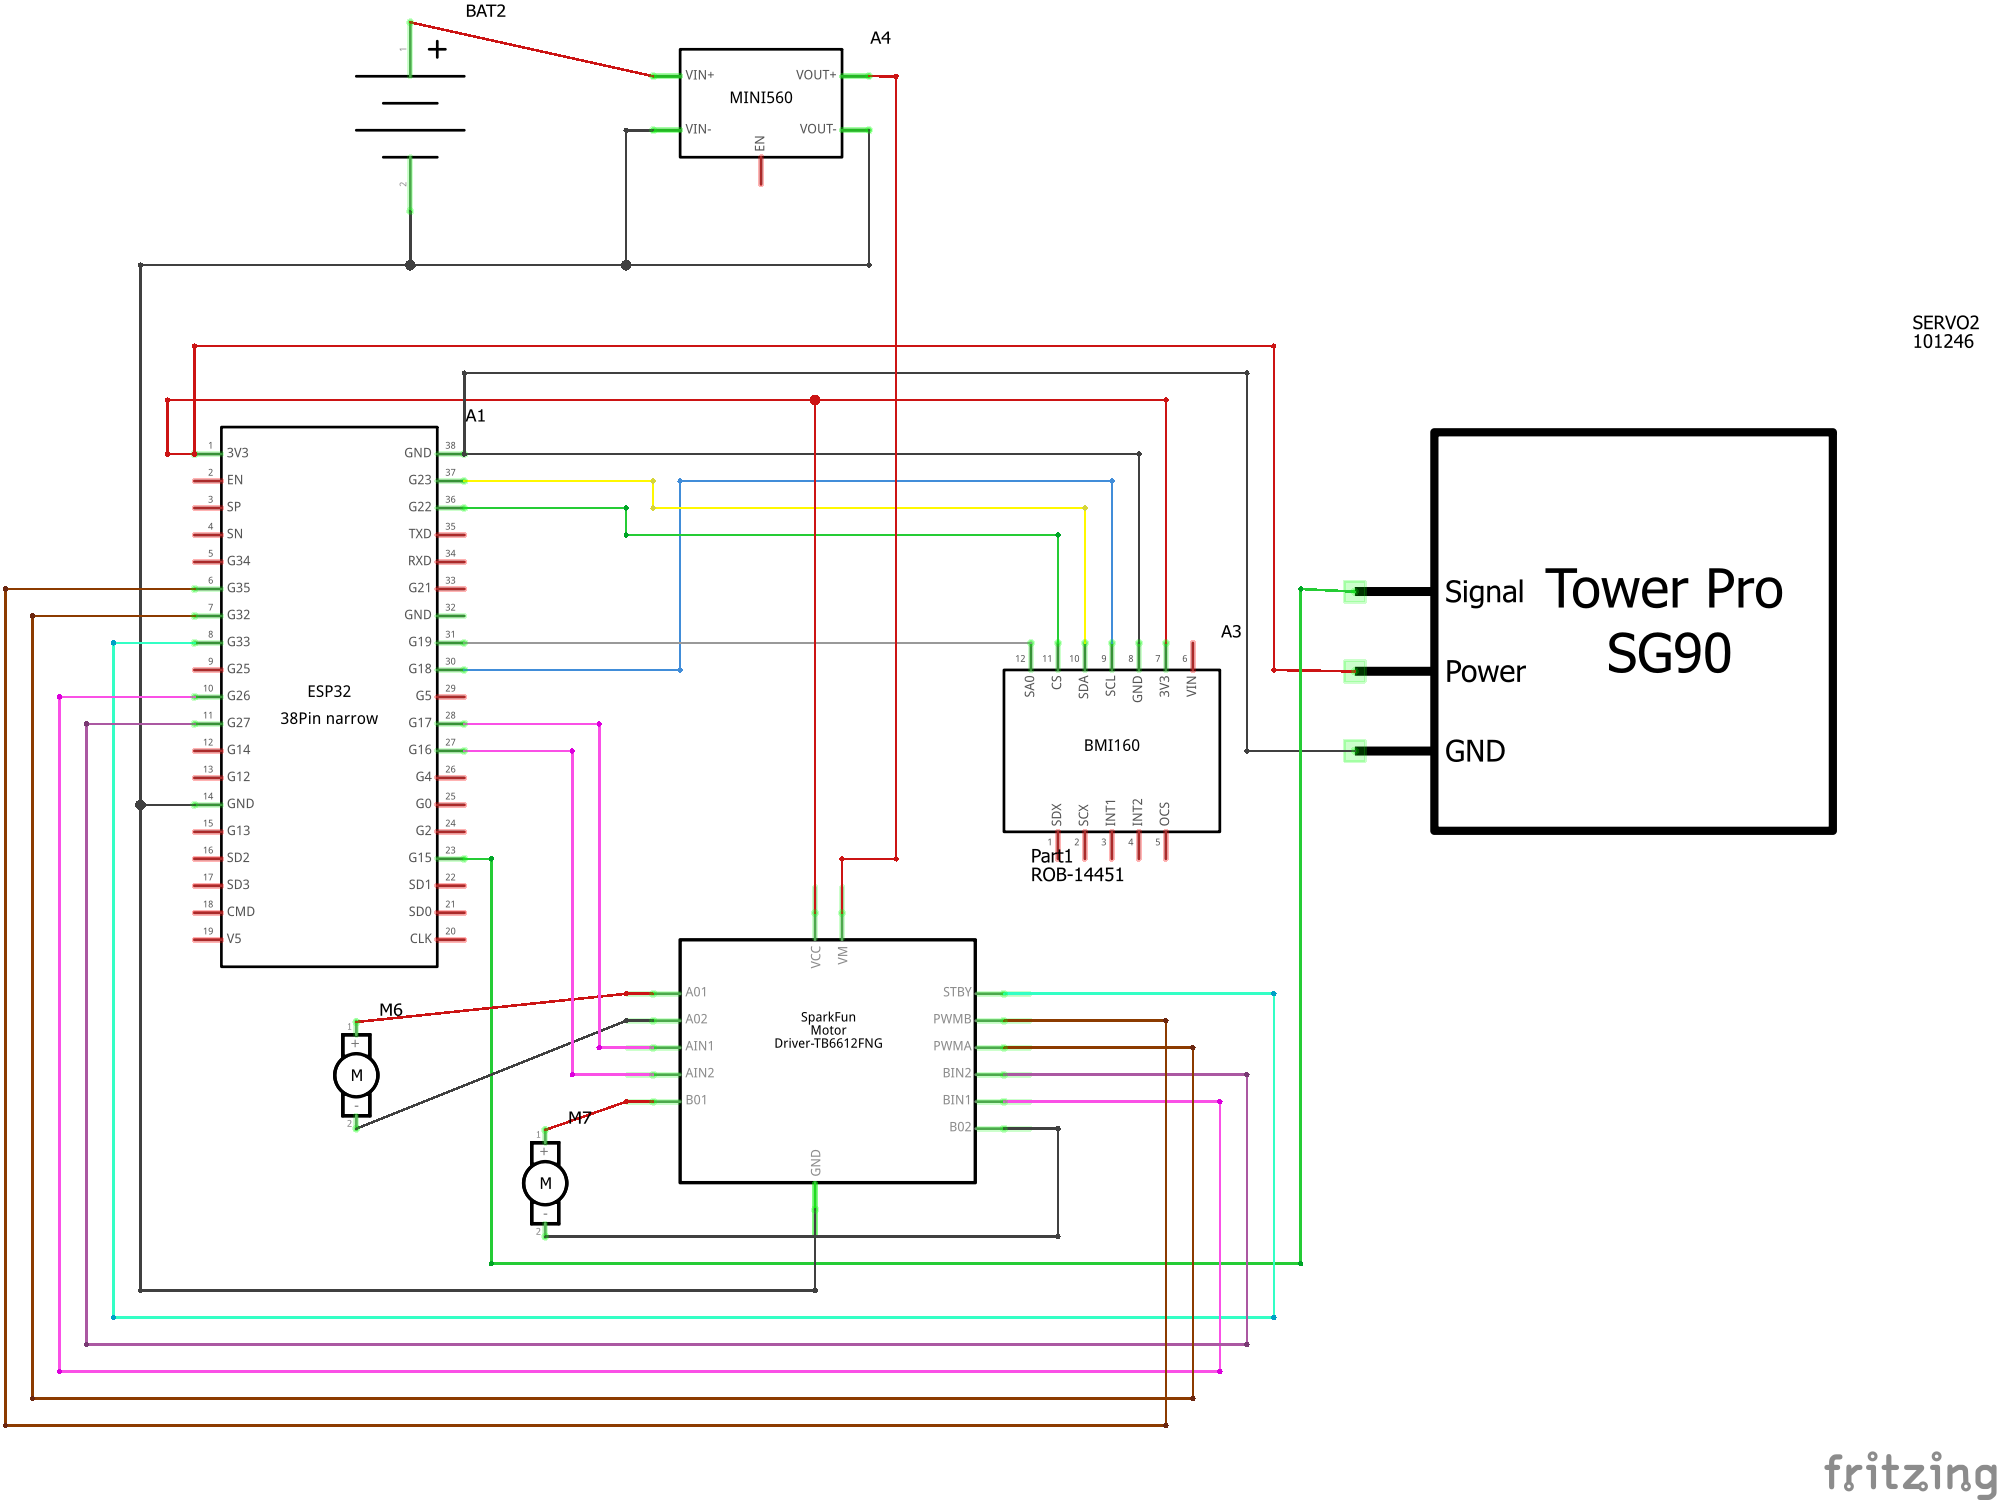 BAT2
+
1
2
A4
VIN+
VOUT+
MINI560
VIN-
VOUT-
EN
SERVO2
101246
A1
1 3V3
GND 38
2 EN
G23 37
3 SP
G22 36
4 SN
TXD 35
5 G34
RXD 34
6 G35
G21 33
7 G32
GND 32
8 G33
G19 31
9 G25
G18 30
10 G26
G5 29
11 G27
G17 28
12 G14
G16 27
13 G12
G4 26
14 GND
G0 25
15 G13
G2 24
16 SD2
G15 23
17 SD3
SD1 22
18 CMD
SD0 21
19 V5
CLK 20
ESP32
38Pin narrow
A3
12 11 10 9 8 7 6
SA0 CS SDA SCL GND 3V3 VIN
BMI160
SDX SCX INT1 INT2 OCS
1 2 3 4 5
Part1
ROB-14451
Signal
Power
GND
Tower Pro
SG90
VCC VM
A01
STBY
A02
PWMB
AIN1
PWMA
AIN2
BIN2
B01
BIN1
B02
SparkFun
Motor
Driver-TB6612FNG
GND
M6
1
+
M
-
2
M7
1
+
M
-
2
fritzing